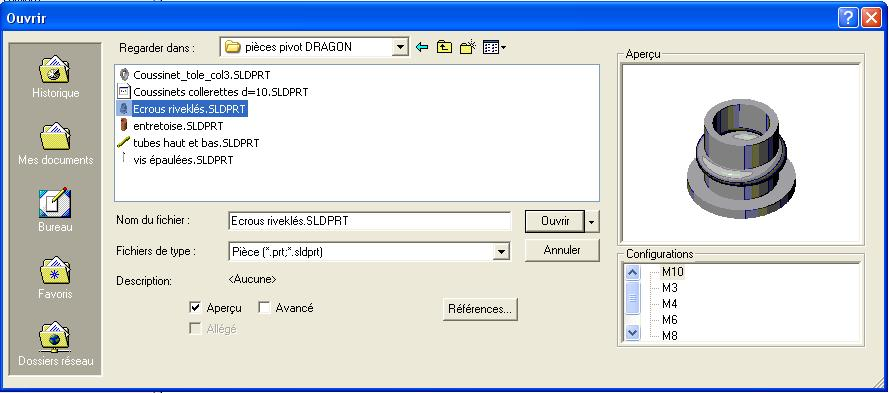 Ouvrir
Regarder dans : pièces pivot DRAGON
Historique
Mes documents
Bureau
Favoris
Dossiers réseau
Coussinet_tole_col3.SLDPRT
Coussinets collerettes d=10.SLDPRT
Ecrous riveklés.SLDPRT
entretoise.SLDPRT
tubes haut et bas.SLDPRT
vis épaulées.SLDPRT
Nom du fichier : Ecrous riveklés.SLDPRT Ouvrir
Fichiers de type : Pièce (*.prt;*.sldprt) Annuler
Description: <Aucune>
Aperçu Avancé Références...
Allégé
Aperçu
Configurations
M10
M3
M4
M6
M8